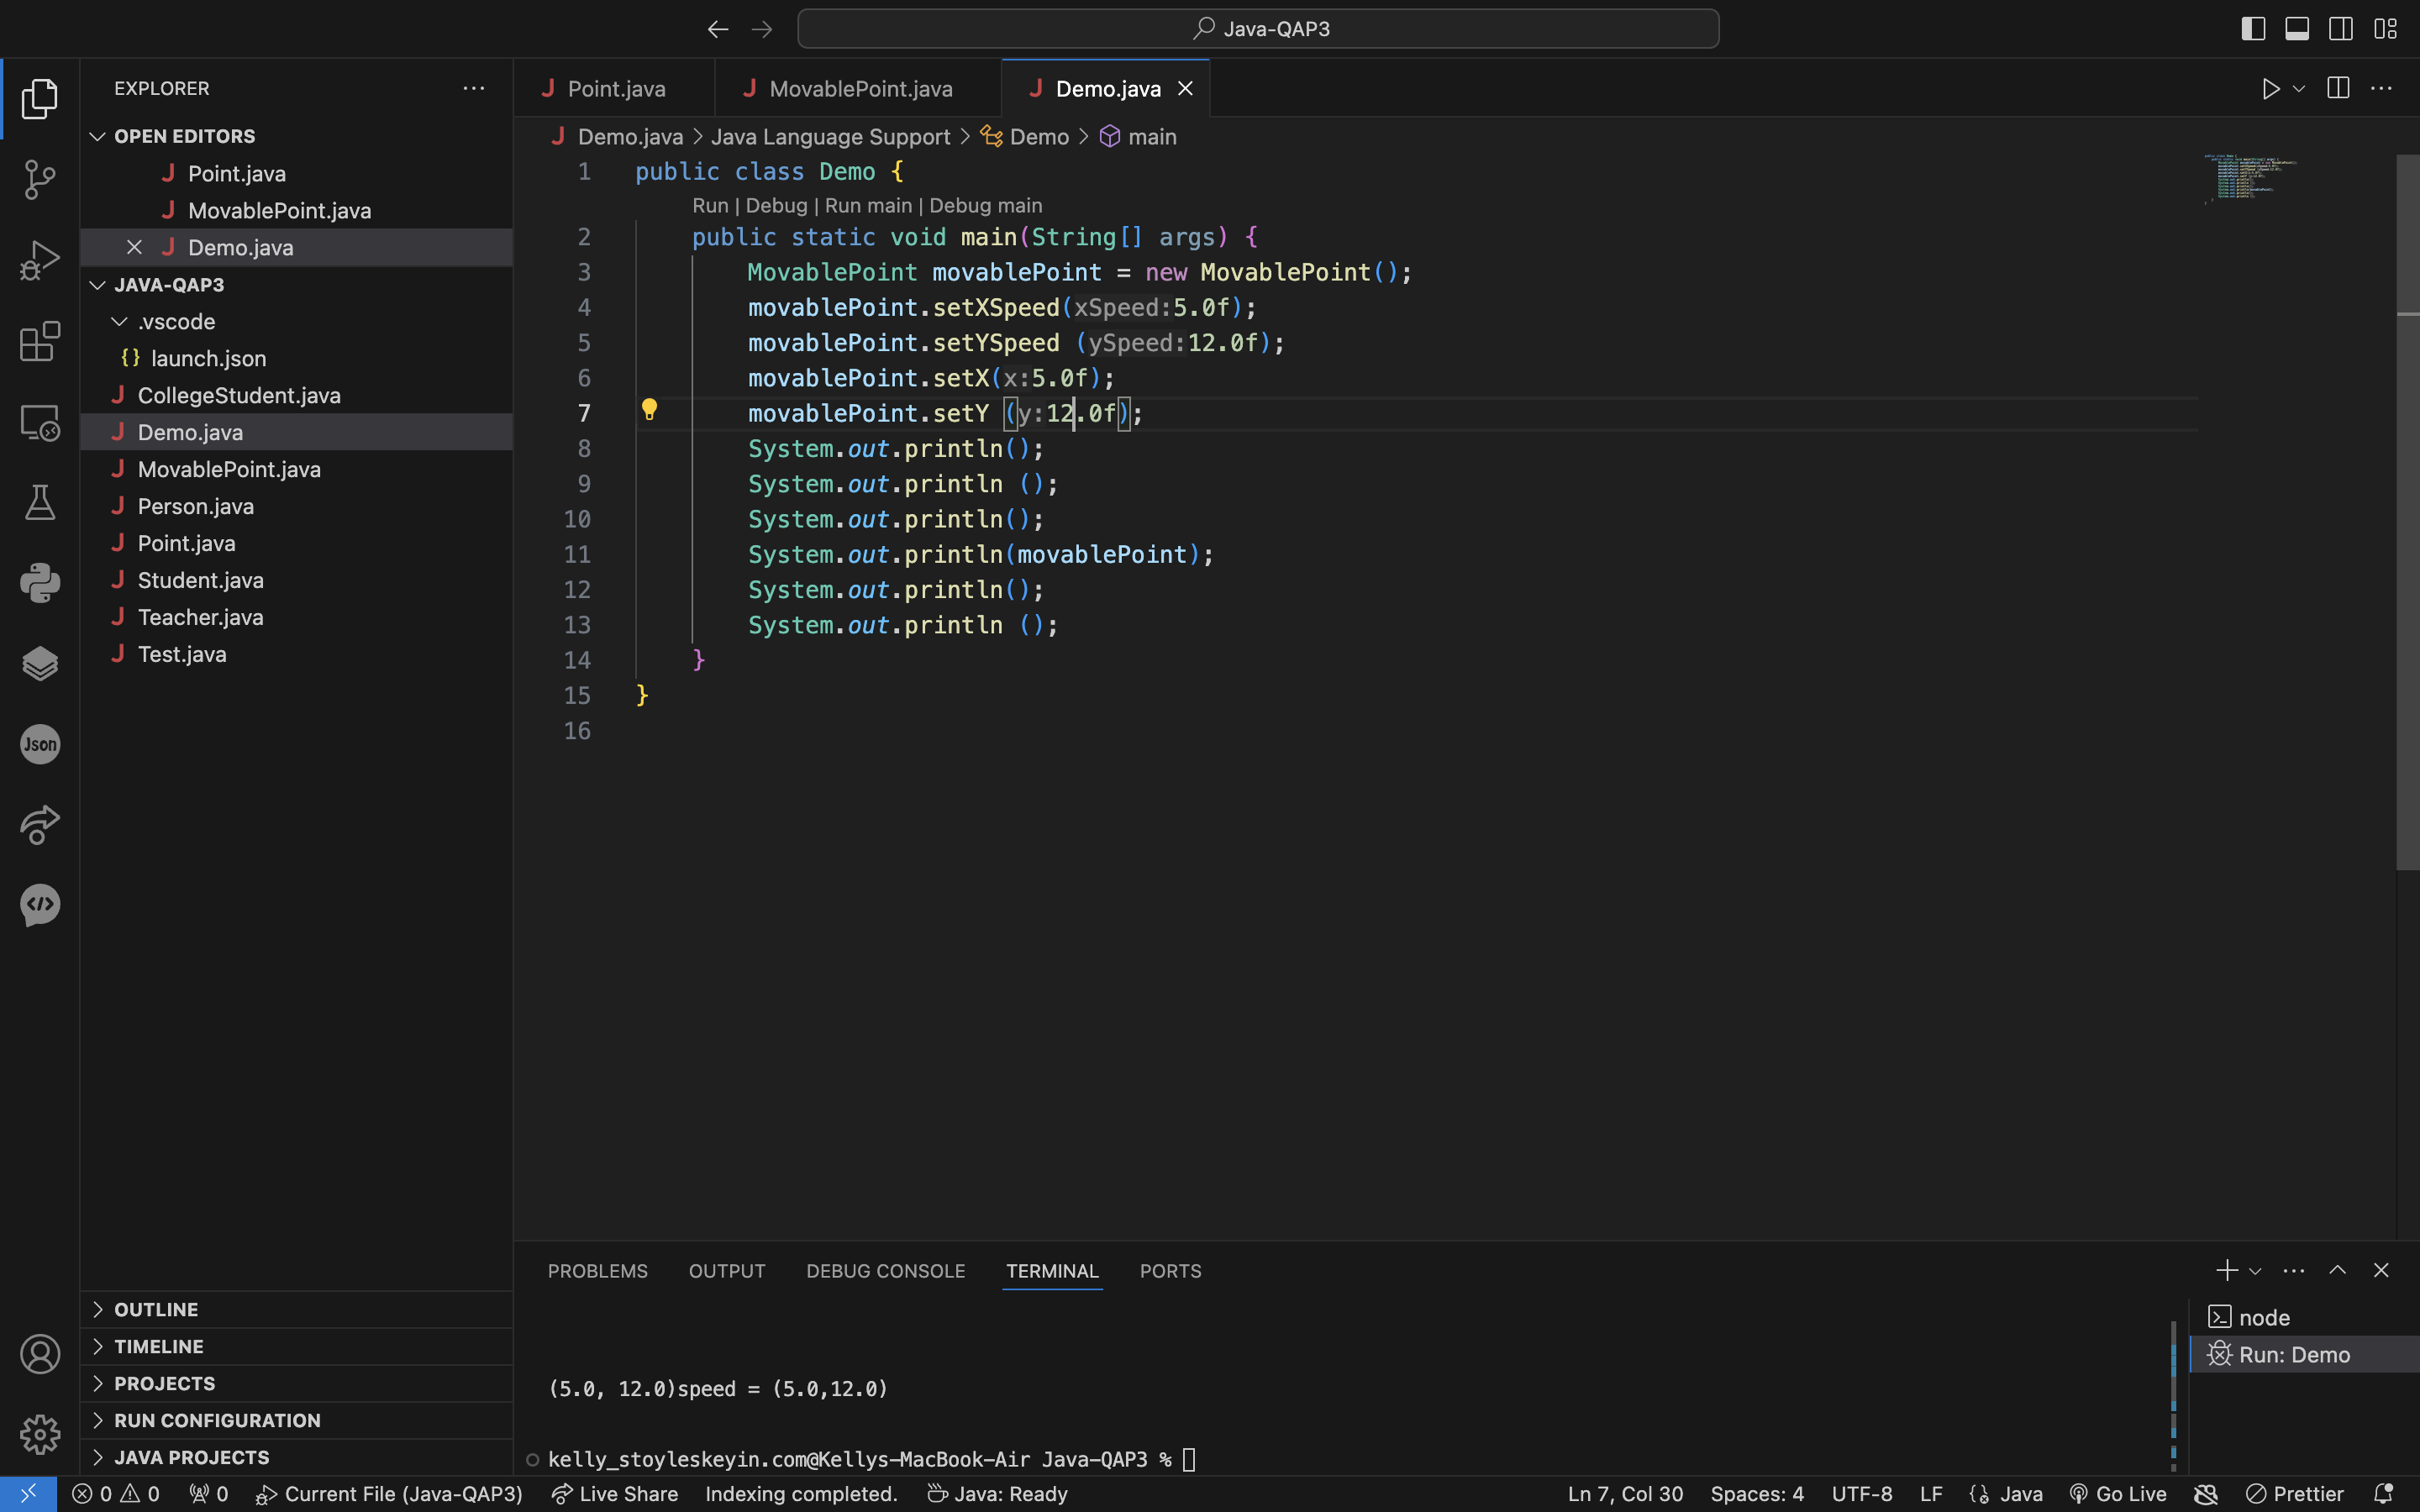 Java-QAP3
EXPLORER
OPEN EDITORS
Point.java
MovablePoint.java
Demo.java
JAVA-QAP3
.vscode
{} launch.json
CollegeStudent.java
Demo.java
MovablePoint.java
Person.java
Point.java
Student.java
Teacher.java
Test.java
OUTLINE
TIMELINE
PROJECTS
RUN CONFIGURATION
JAVA PROJECTS
Json
Point.java MovablePoint.java Demo.java
Demo.java > Java Language Support > Demo > main
1 public class Demo {
Run | Debug | Run main | Debug main
2 public static void main(String[] args) {
3 MovablePoint movablePoint = new MovablePoint();
4 movablePoint.setXSpeed(xSpeed:5.0f);
5 movablePoint.setYSpeed (ySpeed:12.0f);
6 movablePoint.setX(x:5.0f);
7 movablePoint.setY (y:12.0f);
8 System.out.println();
9 System.out.println ();
10 System.out.println();
11 System.out.println(movablePoint);
12 System.out.println();
13 System.out.println ();
14 }
15 }
16
PROBLEMS OUTPUT DEBUG CONSOLE TERMINAL PORTS
node
Run: Demo
(5.0, 12.0)speed = (5.0,12.0)
kelly_stoyleskeyin.com@Kellys-MacBook-Air Java-QAP3 %
0 0 0 Current File (Java-QAP3) Live Share Indexing completed. Java: Ready Ln 7, Col 30 Spaces: 4 UTF-8 LF Java Go Live Prettier